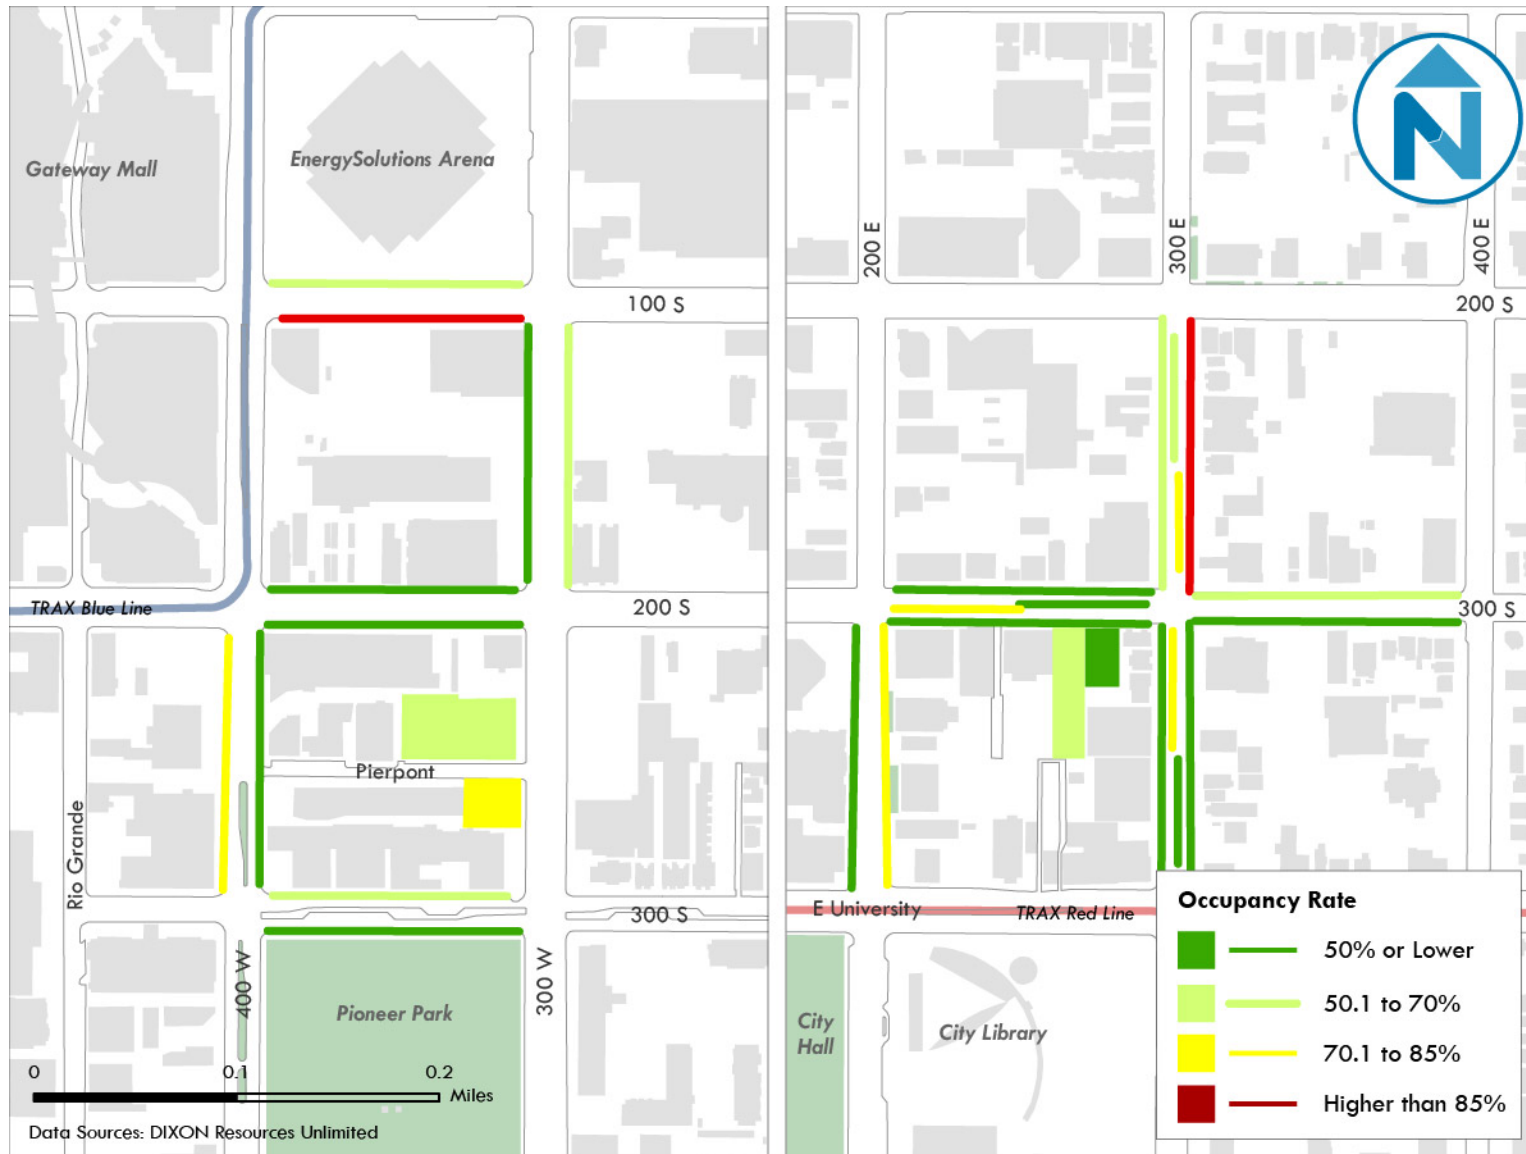 Gateway Mall
EnergySolutions Arena
N
200 E
300 E
400 E
100 S
200 S
TRAX Blue Line
200 S
300 S
Pierpont
Rio Grande
E University
TRAX Red Line
300 S
400 W
300 W
Pioneer Park
City
Hall
City Library
0
0.1
0.2
Miles
Data Sources: DIXON Resources Unlimited
Occupancy Rate
50% or Lower
50.1 to 70%
70.1 to 85%
Higher than 85%